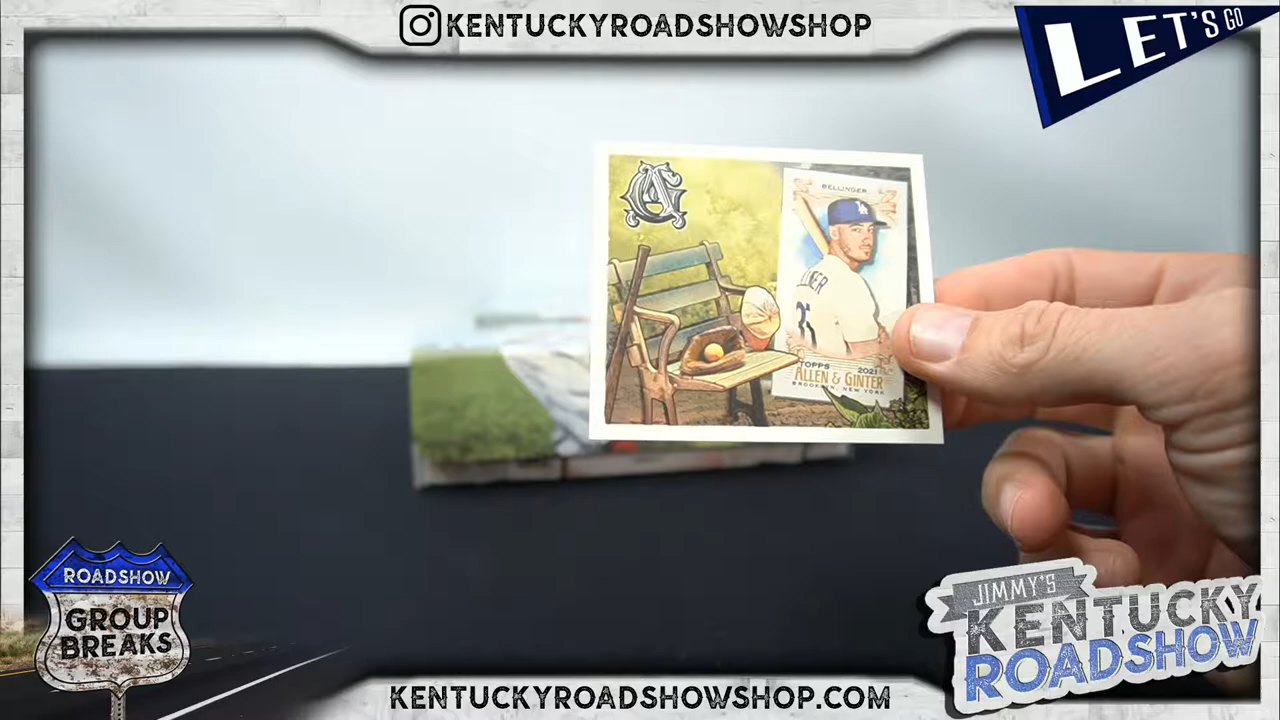 KENTUCKYROADSHOWSHOP
LET'S GO
BELLINGER
35
TOPPS 2021
ALLEN & GINTER
BROOKLYN, NEW YORK
ROADSHOW
GROUP
BREAKS
JIMMY'S
KENTUCKY
ROADSHOW
KENTUCKYROADSHOWSHOP.COM